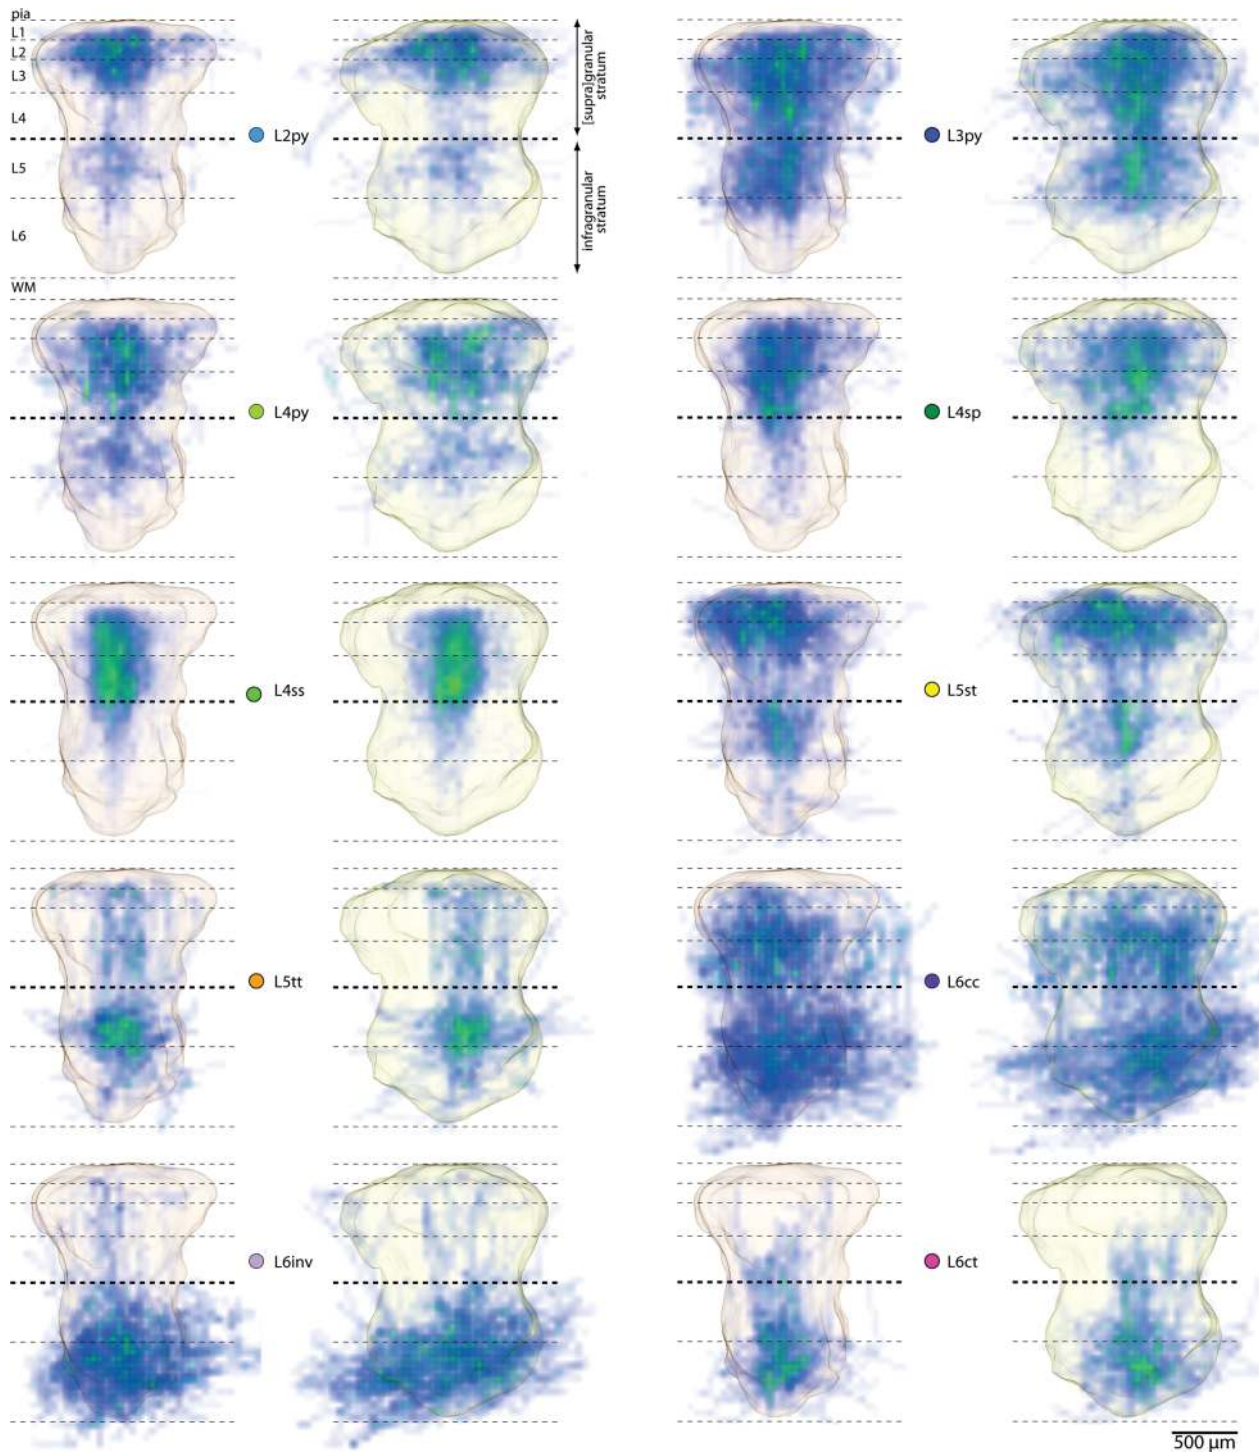 pia
L1
L2
L3
L4
L5
L6
WM
[supra]granular
stratum
infragranular
stratum
L2py
L3py
L4py
L4sp
L4ss
L5st
L5tt
L6cc
L6inv
L6ct
500 μm